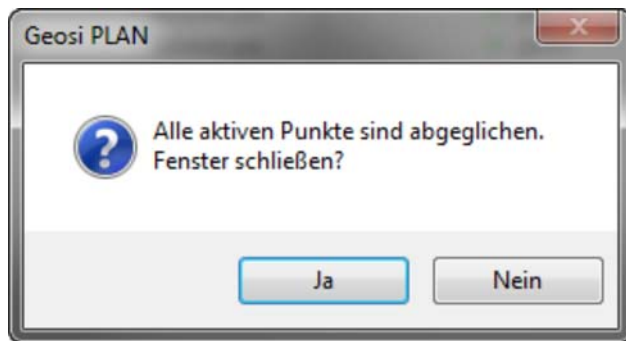 Geosi PLAN
Alle aktiven Punkte sind abgeglichen.
Fenster schließen?
Ja
Nein